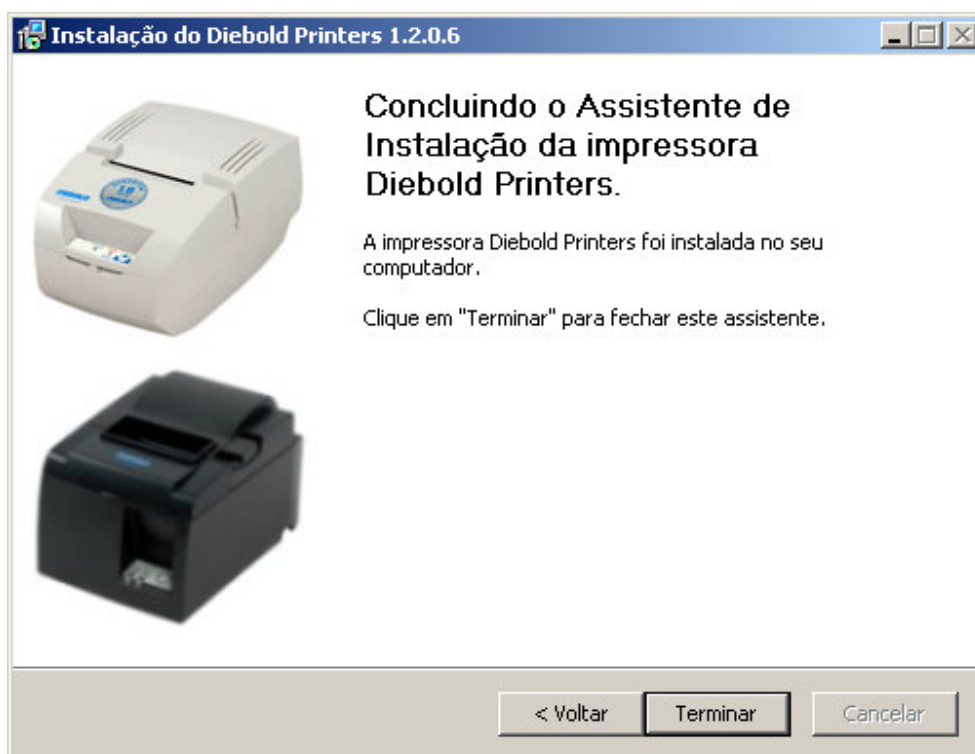 Instalação do Diebold Printers 1.2.0.6
Concluindo o Assistente de
Instalação da impressora
Diebold Printers.
A impressora Diebold Printers foi instalada no seu
computador.
Clique em "Terminar" para fechar este assistente.
< Voltar
Terminar
Cancelar